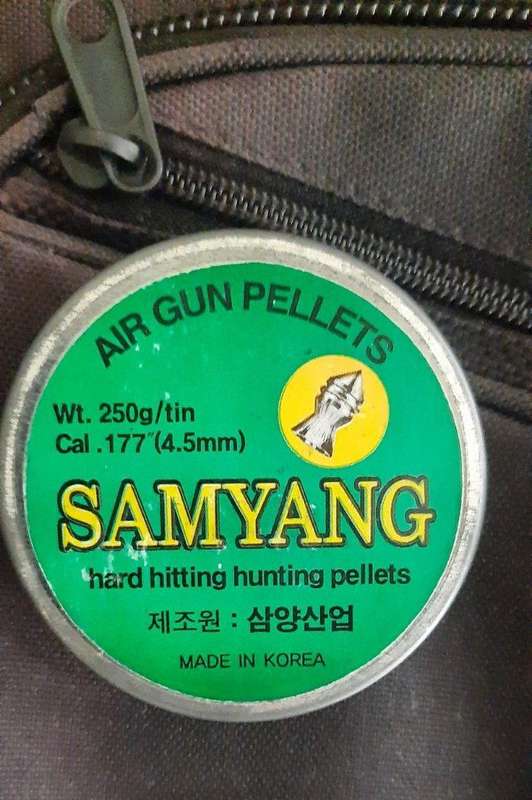 AIR GUN PELLETS
Wt. 250g/tin
Cal .177"(4.5mm)
SAMYANG
hard hitting hunting pellets
제조원 : 삼양산업
MADE IN KOREA